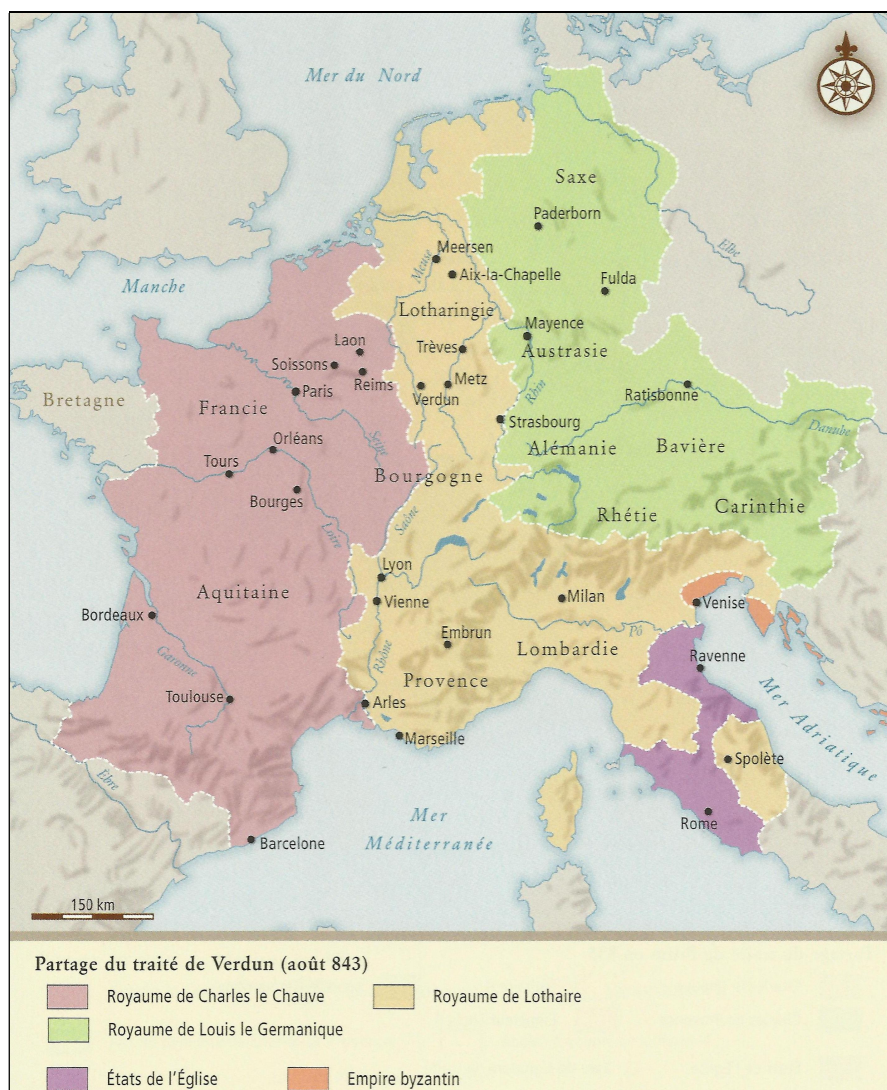 Mer du Nord
Saxe
Paderborn
Elbe
Meersen
Meuse
Aix-la-Chapelle
Fulda
Manche
Lotharingie
Mayence
Laon
Trèves
Austrasie
Soissons
Reims
Metz
Rhin
Paris
Verdun
Ratisbonne
Bretagne
Francie
Strasbourg
Danube
Orléans
Seine
Alémanie
Bavière
Tours
Bourgogne
Bourges
Carinthie
Rhétie
Loire
Saône
Lyon
Aquitaine
Vienne
Milan
Venise
Bordeaux
Pô
Embrun
Lombardie
Garonne
Rhône
Ravenne
Provence
Toulouse
Arles
Mer Adriatique
Marseille
Spolète
Èbre
Mer
Méditerranée
Rome
Barcelone
150 km
Partage du traité de Verdun (août 843)
Royaume de Charles le Chauve
Royaume de Lothaire
Royaume de Louis le Germanique
États de l'Église
Empire byzantin